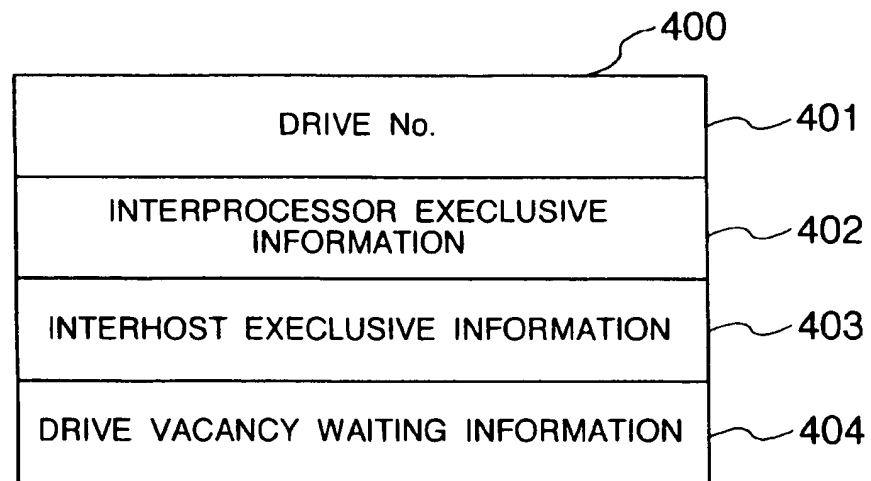 400
DRIVE No.
401
INTERPROCESSOR EXECLUSIVE
INFORMATION
402
INTERHOST EXECLUSIVE INFORMATION
403
DRIVE VACANCY WAITING INFORMATION
404